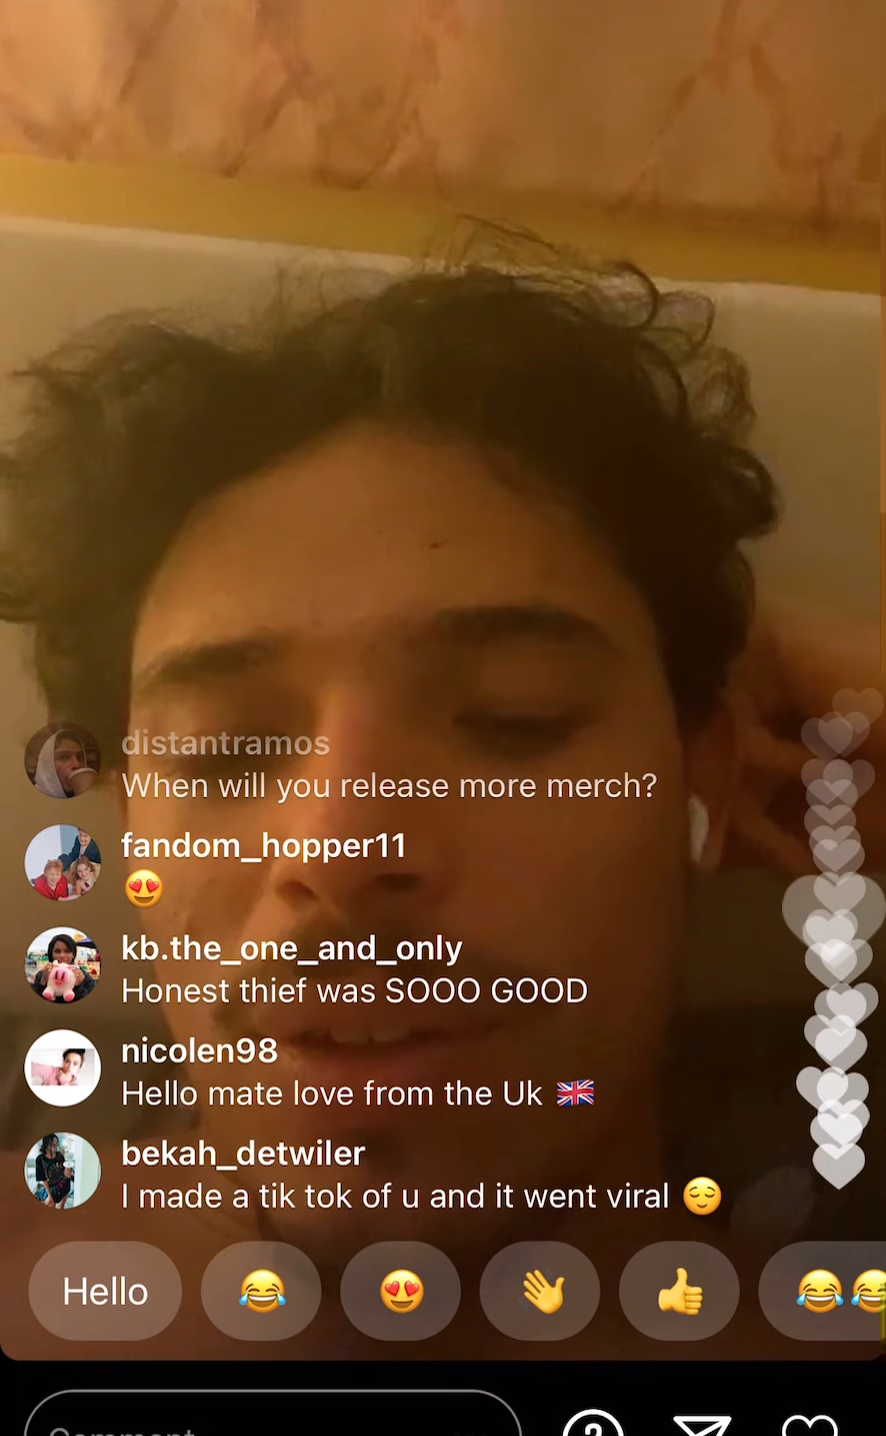 distantramos
When will you release more merch?
fandom_hopper11
😍
kb.the_one_and_only
Honest thief was SOOO GOOD
nicolen98
Hello mate love from the Uk 🇬🇧
bekah_detwiler
I made a tik tok of u and it went viral 😌
Hello 😂 😍 👋 👍 😂😂
Comment